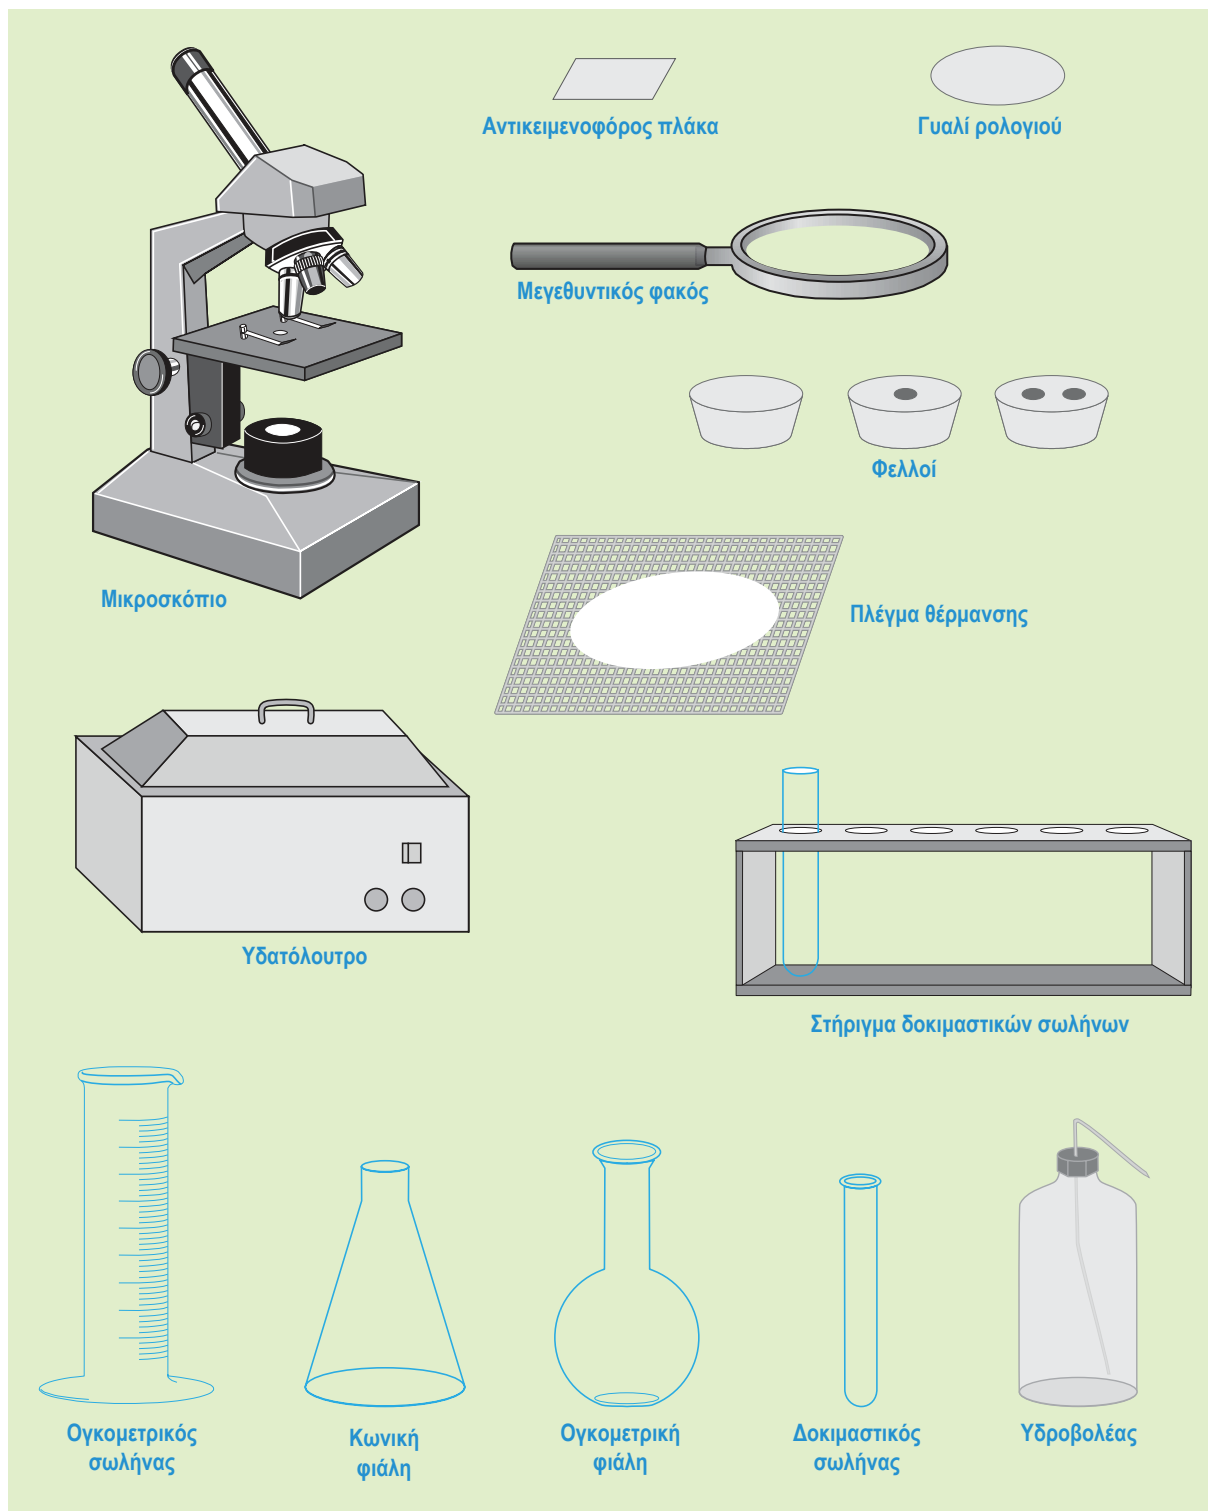 Αντικειμενοφόρος πλάκα
Γυαλί ρολογιού
Μεγεθυντικός φακός
Φελλοί
Μικροσκόπιο
Πλέγμα θέρμανσης
Υδατόλουτρο
Στήριγμα δοκιμαστικών σωλήνων
Ογκομετρικός
σωλήνας
Κωνική
φιάλη
Ογκομετρική
φιάλη
Δοκιμαστικός
σωλήνας
Υδροβολέας